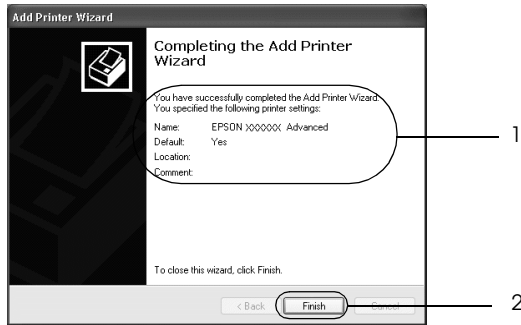 Add Printer Wizard
Completing the Add Printer
Wizard
You have successfully completed the Add Printer Wizard.
You specified the following printer settings:
Name: EPSON XXXXXX Advanced
Default: Yes
Location:
Comment:
1
To close this wizard, click Finish.
< Back Finish Cancel
2